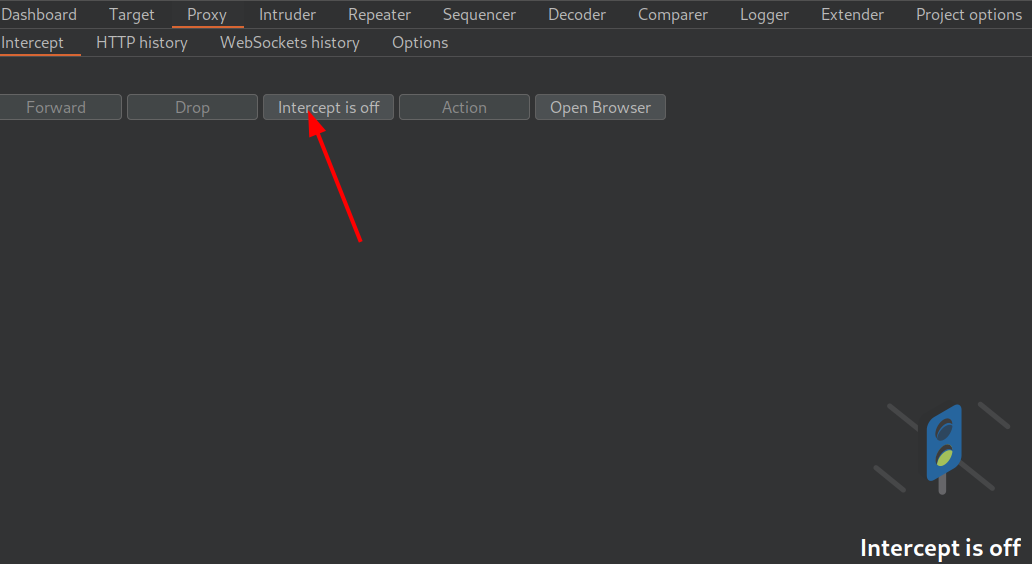 Dashboard Target Proxy Intruder Repeater Sequencer Decoder Comparer Logger Extender Project options
Intercept HTTP history WebSockets history Options
Forward Drop Intercept is off Action Open Browser
Intercept is off